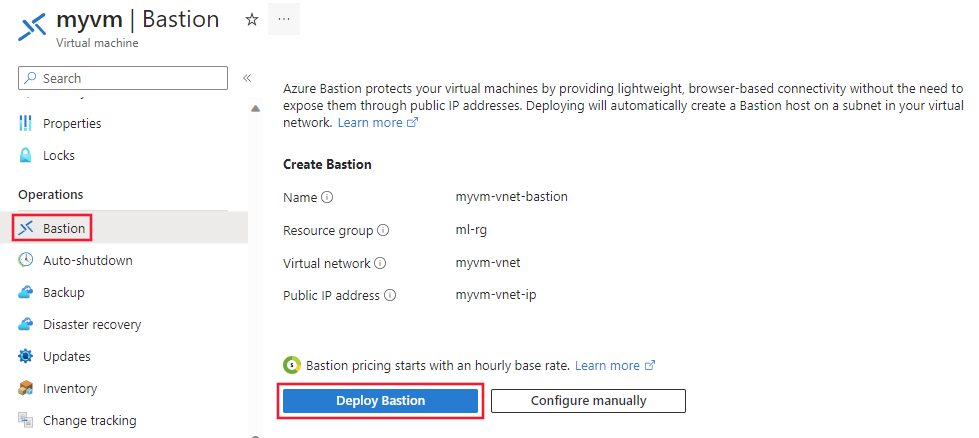 myvm | Bastion
Virtual machine
Search
Properties
Locks
Operations
Bastion
Auto-shutdown
Backup
Disaster recovery
Updates
Inventory
Change tracking
Azure Bastion protects your virtual machines by providing lightweight, browser-based connectivity without the need to
expose them through public IP addresses. Deploying will automatically create a Bastion host on a subnet in your virtual
network. Learn more
Create Bastion
Name myvm-vnet-bastion
Resource group ml-rg
Virtual network myvm-vnet
Public IP address myvm-vnet-ip
Bastion pricing starts with an hourly base rate. Learn more
Deploy Bastion Configure manually